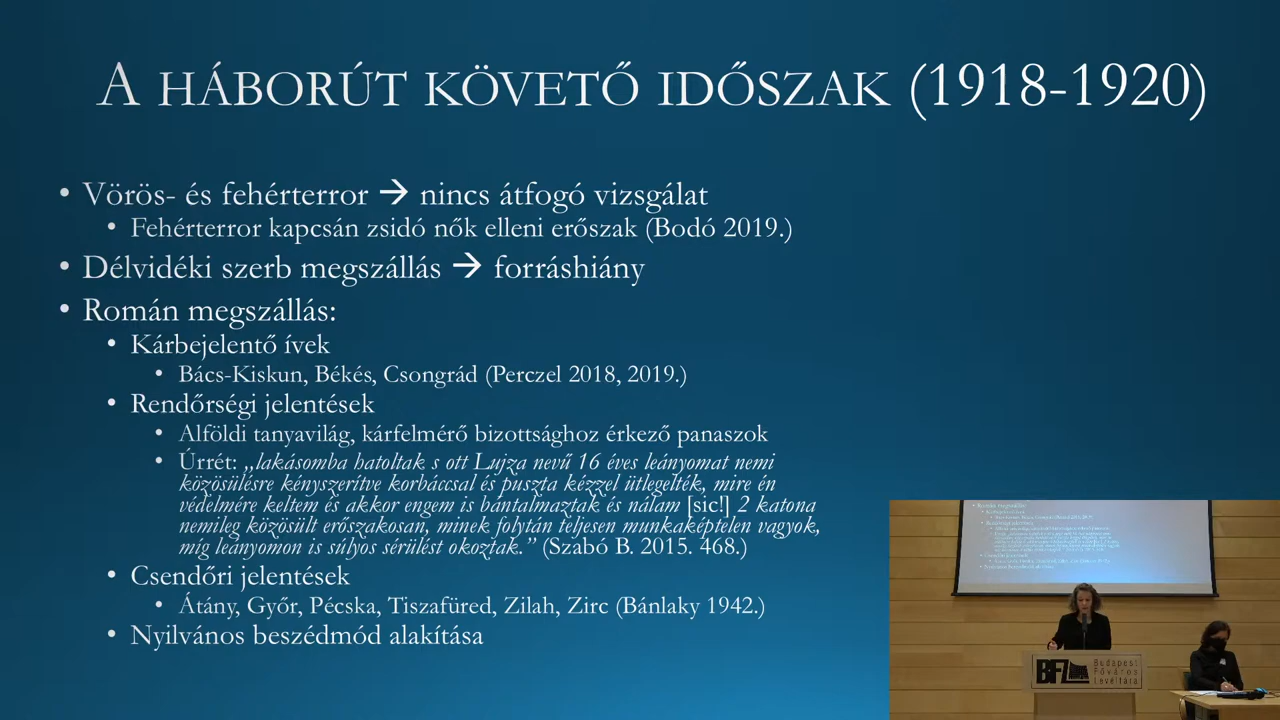 A HÁBORÚT KÖVETŐ IDŐSZAK (1918-1920)
• Vörös- és fehérterror → nincs átfogó vizsgálat
• Fehérterror kapcsán zsidó nők elleni erőszak (Bodó 2019.)
• Délvidéki szerb megszállás → forráshiány
• Román megszállás:
• Kárbejelentő ívek
• Bács-Kiskun, Békés, Csongrád (Perczel 2018, 2019.)
• Rendőrségi jelentések
• Alföldi tanyavilág, kárfelmérő bizottsághoz érkező panaszok
• Úrrét: „lakásomba hatoltak s ott Lujza nevű 16 éves leányomat nemi
közösülésre kényszerítve korbáccsal és puszta kézzel ütlegelték, mire én
védelmére keltem és akkor engem is bántalmaztak és nálam [sic!] 2 katona
nemileg közösült erőszakosan, minek folytán teljesen munkaképtelen vagyok,
míg leányomon is súlyos sérülést okoztak.” (Szabó B. 2015. 468.)
• Csendőri jelentések
• Átány, Győr, Pécska, Tiszafüred, Zilah, Zirc (Bánlaky 1942.)
• Nyilvános beszédmód alakítása
BFL Budapest
Főváros
Levéltára